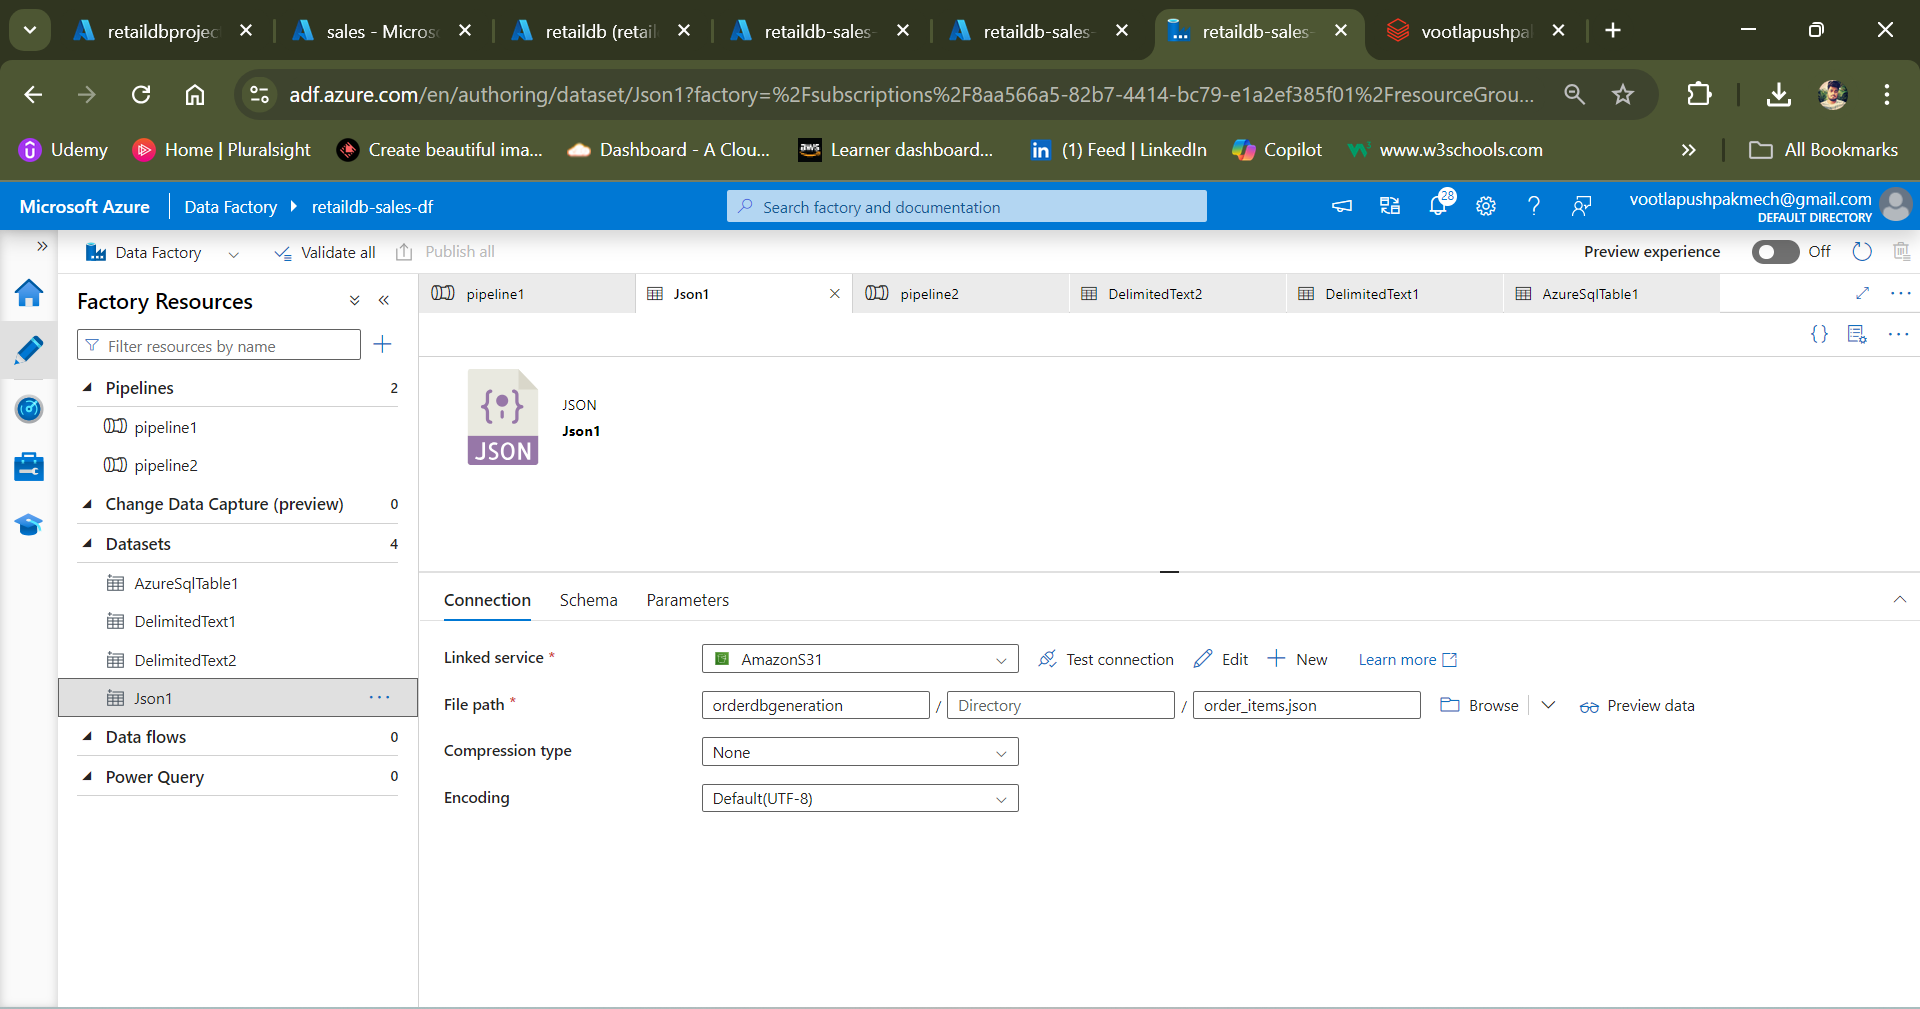 retaildbprojec
sales - Micros
retaildb (retail
retaildb-sales-
retaildb-sales-
retaildb-sales-
vootlapushpa
adf.azure.com/en/authoring/dataset/Json1?factory=%2Fsubscriptions%2F8aa566a5-82b7-4414-bc79-e1a2ef385f01%2FresourceGrou...
Udemy
Home | Pluralsight
Create beautiful ima...
Dashboard - A Clou...
aws
Learner dashboard...
(1) Feed | LinkedIn
Copilot
www.w3schools.com
All Bookmarks
Microsoft Azure
Data Factory
retaildb-sales-df
Search factory and documentation
28
vootlapushpakmech@gmail.com
DEFAULT DIRECTORY
Data Factory
Validate all
Publish all
Preview experience
Off
Factory Resources
Filter resources by name
Pipelines 2
pipeline1
pipeline2
Change Data Capture (preview) 0
Datasets 4
AzureSqlTable1
DelimitedText1
DelimitedText2
Json1
Data flows 0
Power Query 0
pipeline1
Json1
pipeline2
DelimitedText2
DelimitedText1
AzureSqlTable1
JSON
JSON
Json1
Connection
Schema
Parameters
Linked service *
AmazonS31
Test connection
Edit
New
Learn more
File path *
orderdbgeneration / Directory / order_items.json
Browse
Preview data
Compression type
None
Encoding
Default(UTF-8)